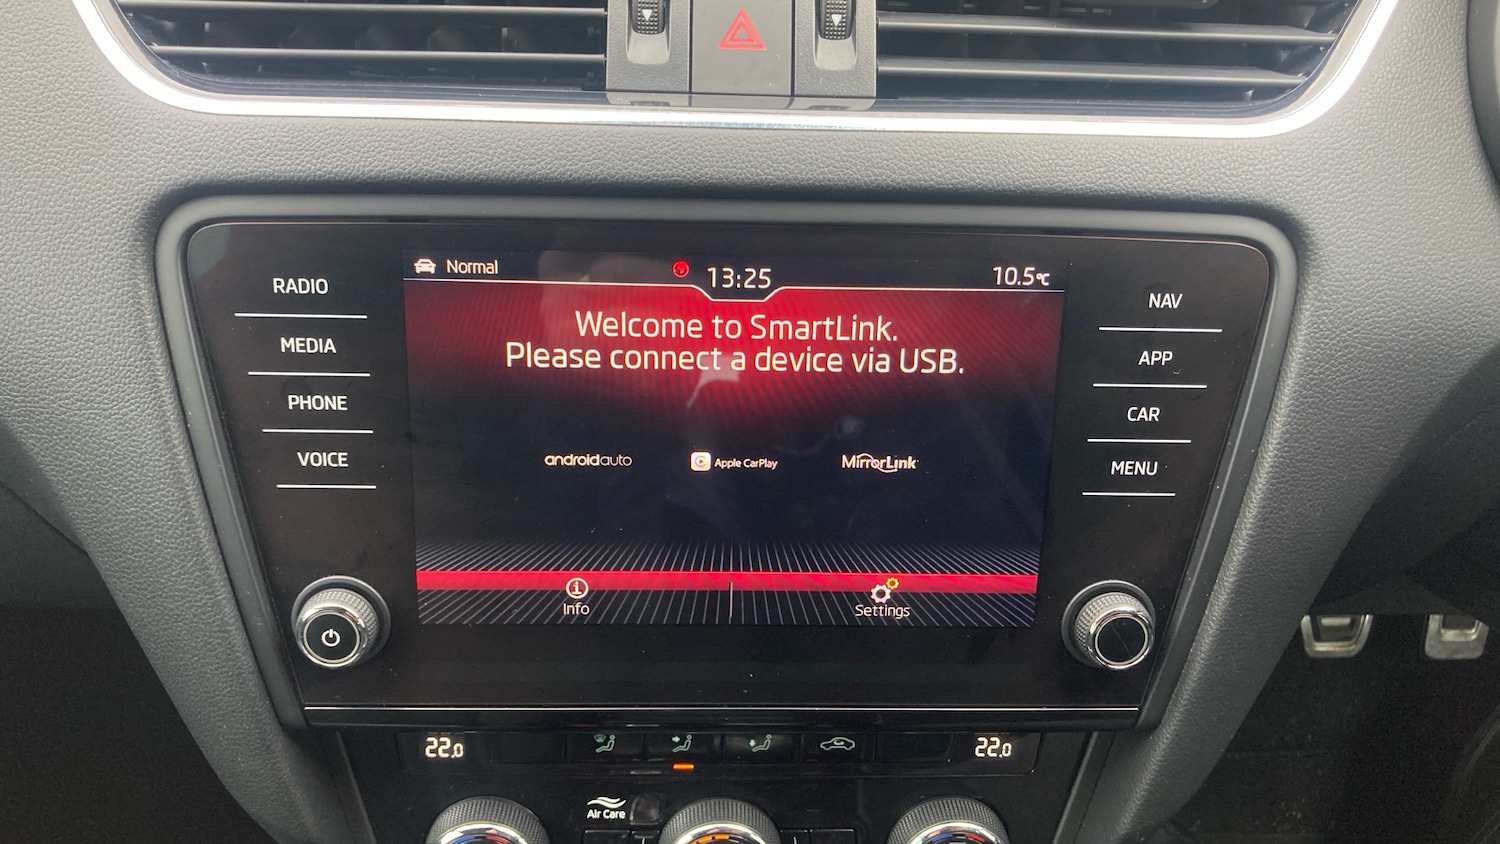 Normal
13:25
10.5°C
Welcome to SmartLink.
Please connect a device via USB.
androidauto
Apple CarPlay
MirrorLink
Info
Settings
RADIO
MEDIA
PHONE
VOICE
NAV
APP
CAR
MENU
22.0
22.0
Air Care